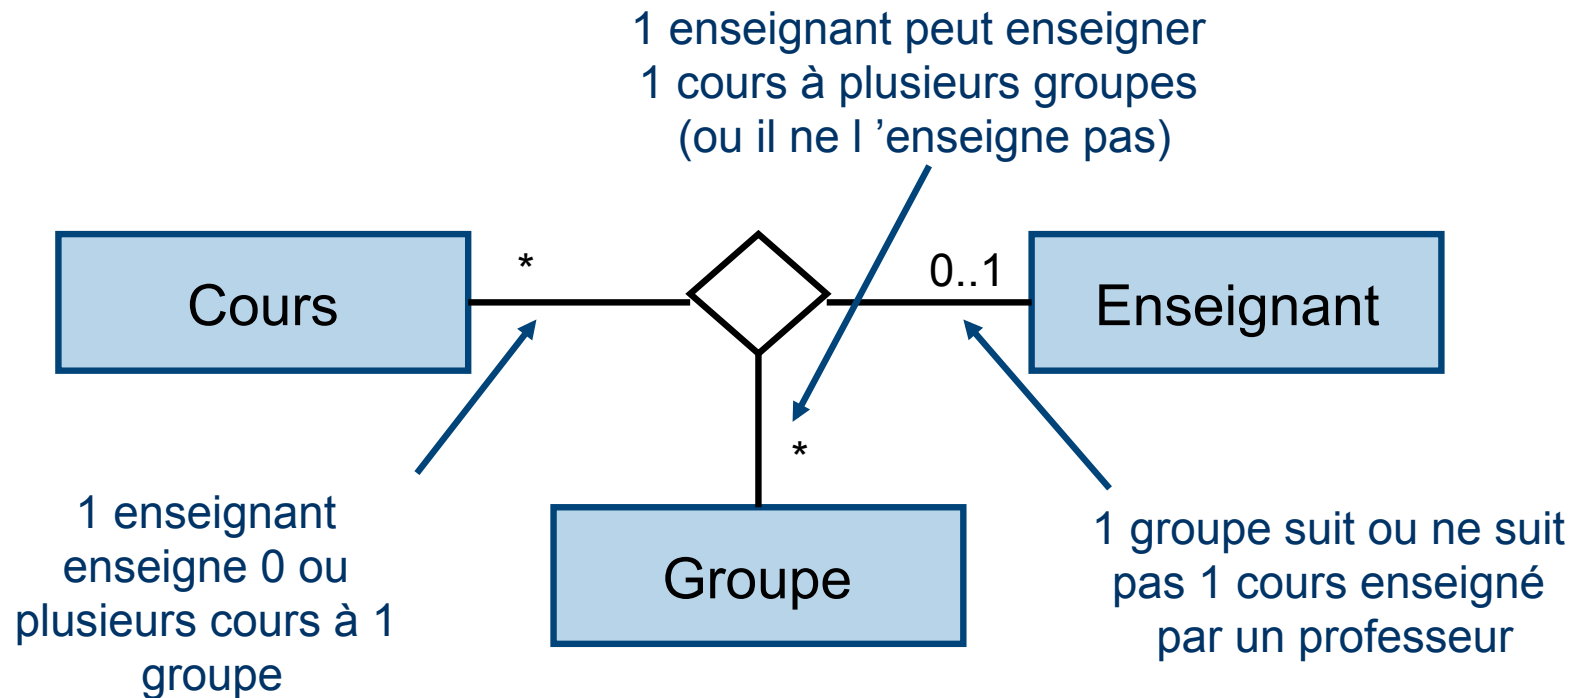 1 enseignant peut enseigner
1 cours à plusieurs groupes
(ou il ne l ’enseigne pas)
Cours
*
0..1
Enseignant
*
1 enseignant
enseigne 0 ou
plusieurs cours à 1
groupe
Groupe
1 groupe suit ou ne suit
pas 1 cours enseigné
par un professeur